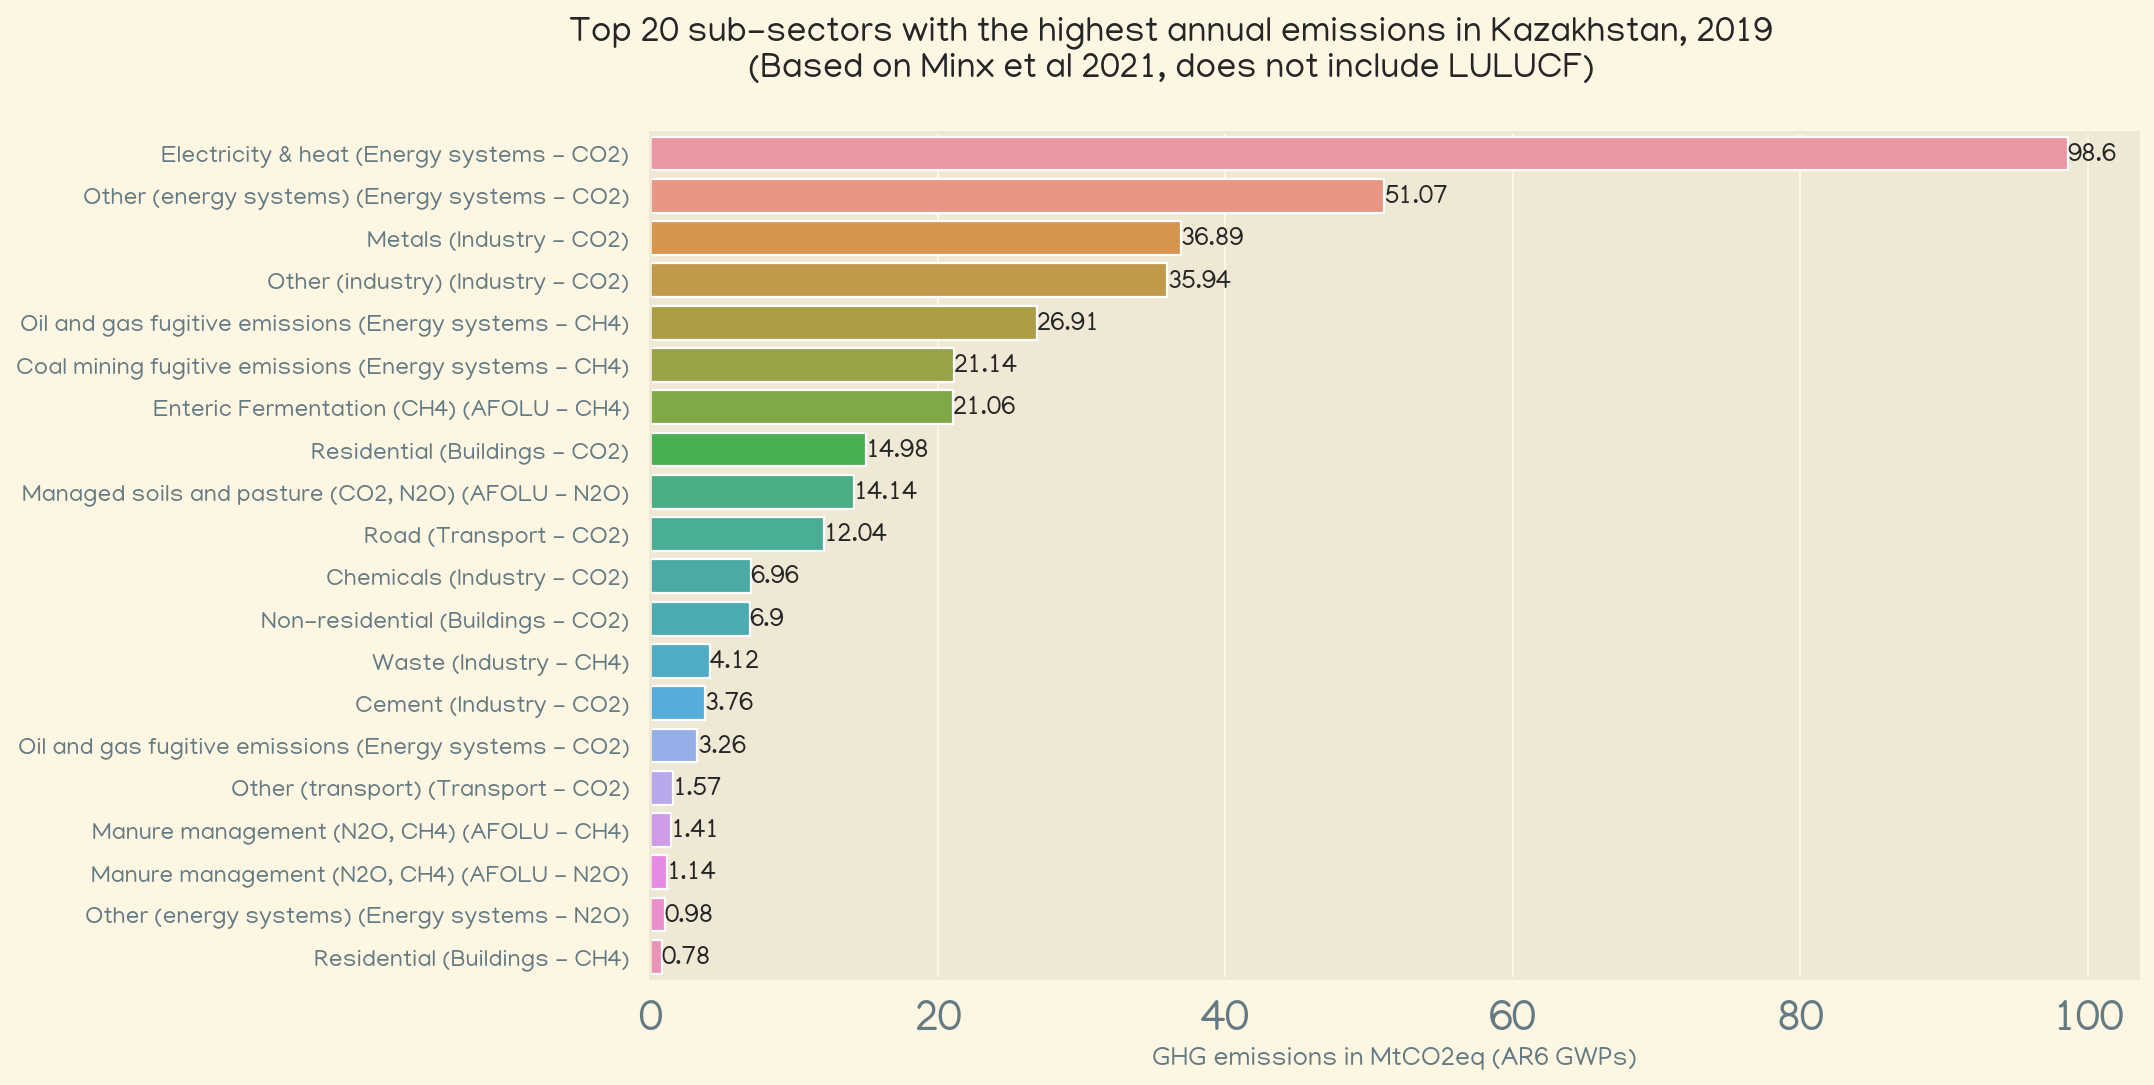 Top 20 sub-sectors with the highest annual emissions in Kazakhstan, 2019
(Based on Minx et al 2021, does not include LULUCF)
Electricity & heat (Energy systems - CO2) 98.6
Other (energy systems) (Energy systems - CO2) 51.07
Metals (Industry - CO2) 36.89
Other (industry) (Industry - CO2) 35.94
Oil and gas fugitive emissions (Energy systems - CH4) 26.91
Coal mining fugitive emissions (Energy systems - CH4) 21.14
Enteric Fermentation (CH4) (AFOLU - CH4) 21.06
Residential (Buildings - CO2) 14.98
Managed soils and pasture (CO2, N2O) (AFOLU - N2O) 14.14
Road (Transport - CO2) 12.04
Chemicals (Industry - CO2) 6.96
Non-residential (Buildings - CO2) 6.9
Waste (Industry - CH4) 4.12
Cement (Industry - CO2) 3.76
Oil and gas fugitive emissions (Energy systems - CO2) 3.26
Other (transport) (Transport - CO2) 1.57
Manure management (N2O, CH4) (AFOLU - CH4) 1.41
Manure management (N2O, CH4) (AFOLU - N2O) 1.14
Other (energy systems) (Energy systems - N2O) 0.98
Residential (Buildings - CH4) 0.78
0 20 40 60 80 100
GHG emissions in MtCO2eq (AR6 GWPs)